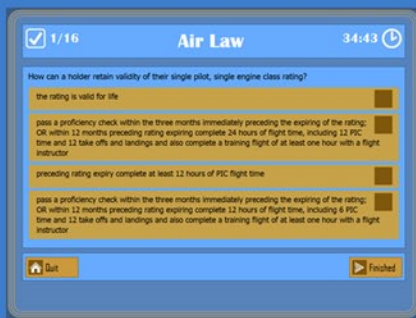 1/16
Air Law
34:43
How can a holder retain validity of their single pilot, single engine class rating?
the rating is valid for life
pass a proficiency check within the three months immediately preceding the expiring of the rating;
OR within 12 months preceding rating expiring complete 24 hours of flight time, including 12 PIC
time and 12 take offs and landings and also complete a training flight of at least one hour with a flight
instructor
preceding rating expiry complete at least 12 hours of PIC flight time
pass a proficiency check within the three months immediately preceding the expiring of the rating;
OR within 12 months preceding rating expiring complete 12 hours of flight time, including 6 PIC
time and 12 take offs and landings and also complete a training flight of at least one hour with a flight
instructor
Quit
Finished